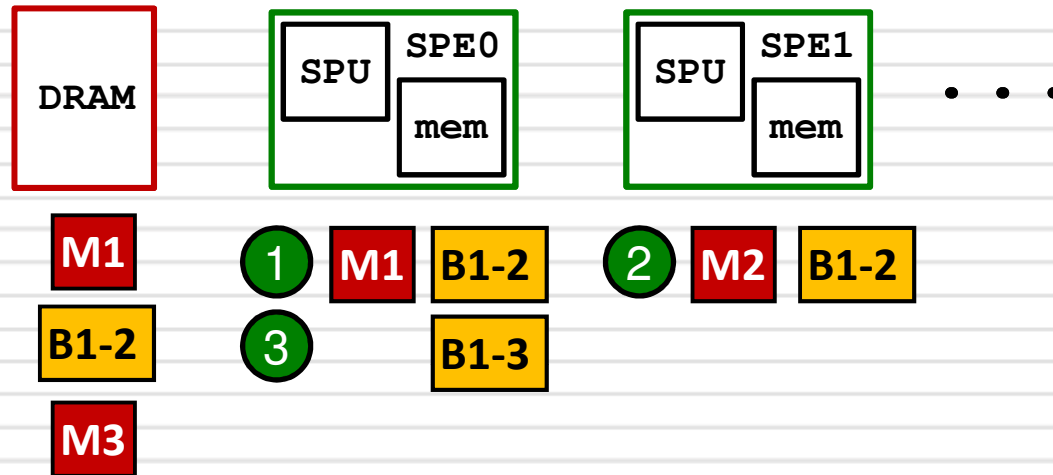 DRAM
SPU SPE0
mem
SPU SPE1
mem
. . .
M1
1 M1 B1-2
2 M2 B1-2
B1-2
3 B1-3
M3